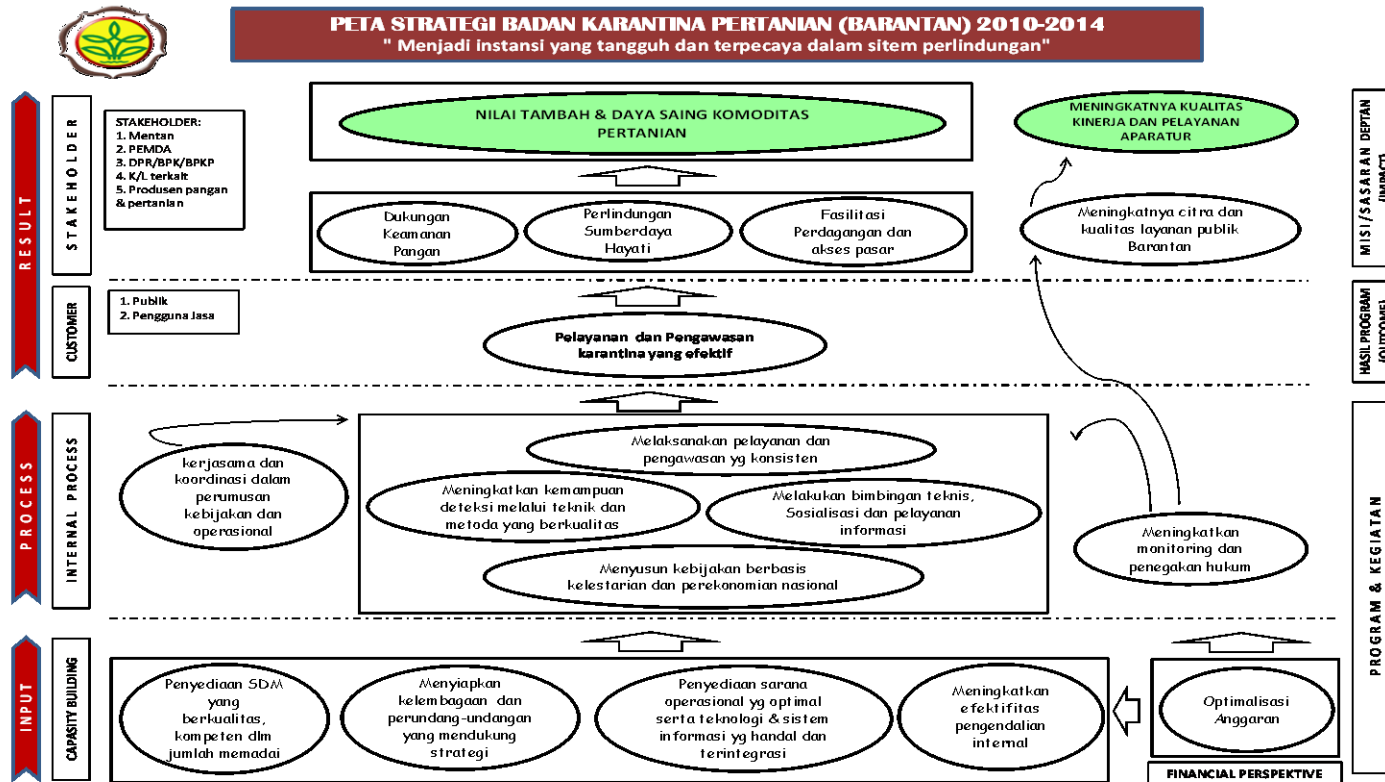 PETA STRATEGI BADAN KARANTINA PERTANIAN (BARANTAN) 2010-2014
" Menjadi instansi yang tangguh dan terpecaya dalam sitem perlindungan"
RESULT
STAKEHOLDER
STAKEHOLDER:
1. Mentan
2. PEMDA
3. DPR/BPK/BPKP
4. K/L terkait
5. Produsen pangan
& pertanian
NILAI TAMBAH & DAYA SAING KOMODITAS
PERTANIAN
MENINGKATNYA KUALITAS
KINERJA DAN PELAYANAN
APARATUR
MISI/SASARAN DEPTAN
(IMPACT)
Dukungan
Keamanan
Pangan
Perlindungan
Sumberdaya
Hayati
Fasilitasi
Perdagangan dan
akses pasar
Meningkatnya citra dan
kualitas layanan publik
Barantan
CUSTOMER
1. Publik
2. Pengguna Jasa
Pelayanan dan Pengawasan
karantina yang efektif
HASIL PROGRAM
(OUTCOME)
PROCESS
INTERNAL PROCESS
kerjasama dan
koordinasi dalam
perumusan
kebijakan dan
operasional
Melaksanakan pelayanan dan
pengawasan yg konsisten
Meningkatkan kemampuan
deteksi melalui teknik dan
metoda yang berkualitas
Melakukan bimbingan teknis,
Sosialisasi dan pelayanan
informasi
Menyusun kebijakan berbasis
kelestarian dan perekonomian nasional
Meningkatkan
monitoring dan
penegakan hukum
PROGRAM & KEGIATAN
INPUT
CAPASITY BUILDING
Penyediaan SDM
yang
berkualitas,
kompeten dlm
jumlah memadai
Menyiapkan
kelembagaan dan
perundang-undangan
yang mendukung
strategi
Penyediaan sarana
operasional yg optimal
serta teknologi & sistem
informasi yg handal dan
terintegrasi
Meningkatkan
efektifitas
pengendalian
internal
Optimalisasi
Anggaran
FINANCIAL PERSPEKTIVE